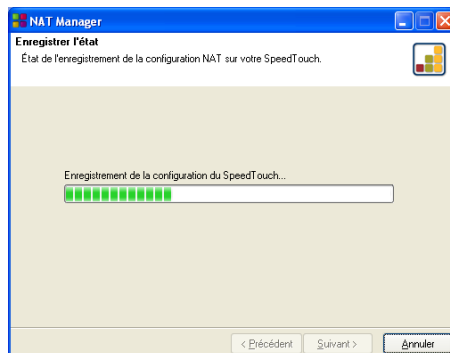 NAT Manager
Enregistrer l'état
État de l'enregistrement de la configuration NAT sur votre SpeedTouch.
Enregistrement de la configuration du SpeedTouch...
< Précédent Suivant > Annuler